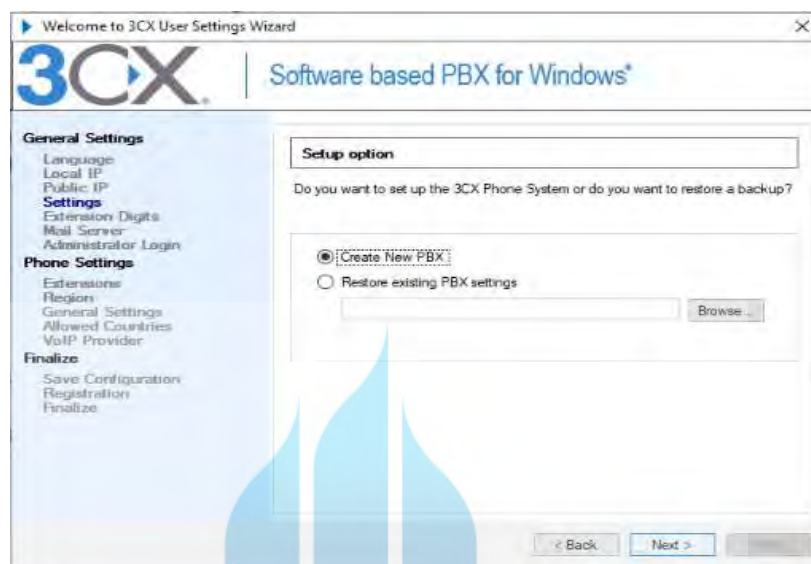 Welcome to 3CX User Settings Wizard
3CX
Software based PBX for Windows*
General Settings
Language
Local IP
Public IP
Settings
Extension Digits
Mail Server
Administrator Login
Phone Settings
Extensions
Region
General Settings
Allowed Countries
VoIP Provider
Finalize
Save Configuration
Registration
Finalize
Setup option
Do you want to set up the 3CX Phone System or do you want to restore a backup?
Create New PBX
Restore existing PBX settings
Browse...
< Back
Next >